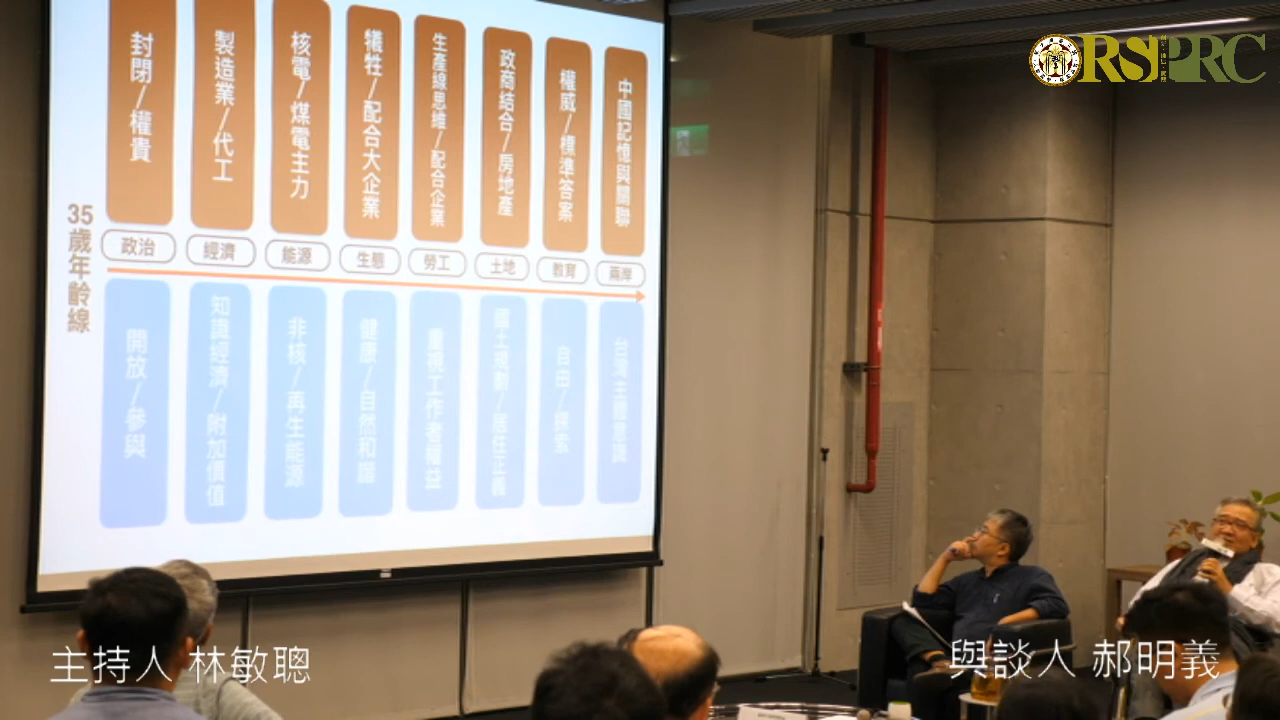 封閉/權貴
製造業/代工
核電/煤電主力
犧牲/配合大企業
生產線思維/配合企業
政商結合/房地產
權威/標準答案
中國記憶與關聯
35歲年齡線
政治
經濟
能源
生態
勞工
土地
教育
兩岸
開放/參與
知識經濟/附加價值
非核/再生能源
健康/自然和諧
重視工作者權益
國土規劃/居住正義
自由/探索
台灣主體意識
RSPRC
主持人 林敏聰
與談人 郝明義